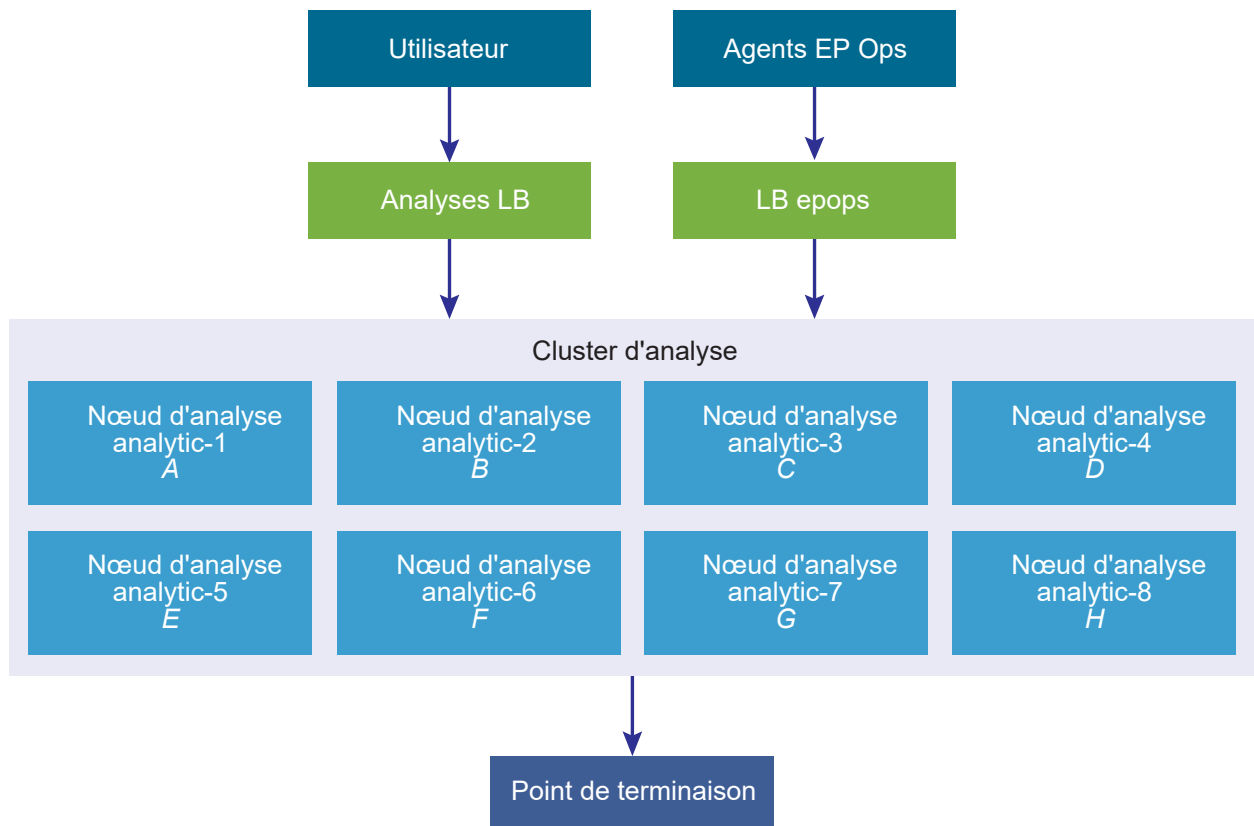 Utilisateur
Agents EP Ops
Analyses LB
LB epops
Cluster d'analyse
Nœud d'analyse
analytic-1
A
Nœud d'analyse
analytic-2
B
Nœud d'analyse
analytic-3
C
Nœud d'analyse
analytic-4
D
Nœud d'analyse
analytic-5
E
Nœud d'analyse
analytic-6
F
Nœud d'analyse
analytic-7
G
Nœud d'analyse
analytic-8
H
Point de terminaison